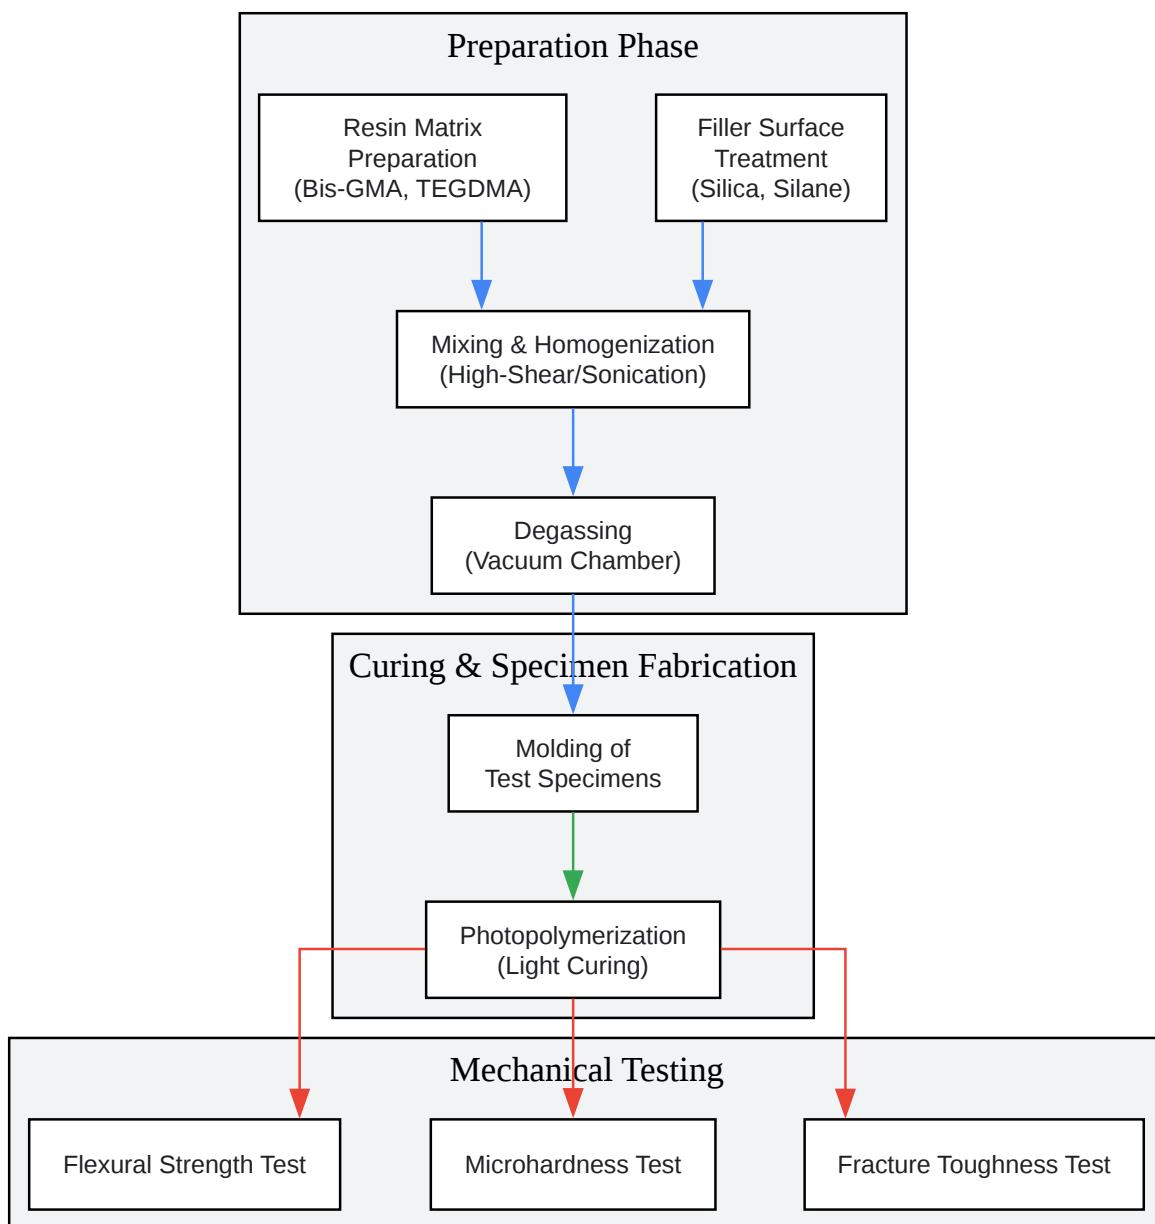 Preparation Phase
Resin Matrix
Preparation
(Bis-GMA, TEGDMA)
Filler Surface
Treatment
(Silica, Silane)
Mixing & Homogenization
(High-Shear/Sonication)
Degassing
(Vacuum Chamber)
Curing & Specimen Fabrication
Molding of
Test Specimens
Photopolymerization
(Light Curing)
Mechanical Testing
Flexural Strength Test
Microhardness Test
Fracture Toughness Test